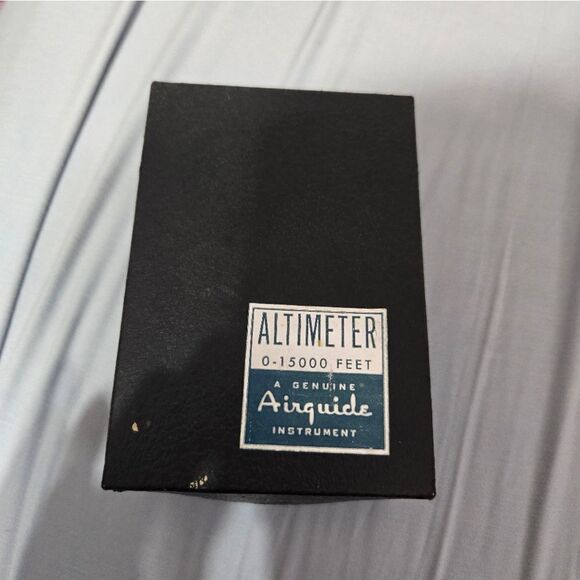 ALTIMETER
0-15000 FEET
A GENUINE
Airguide
INSTRUMENT